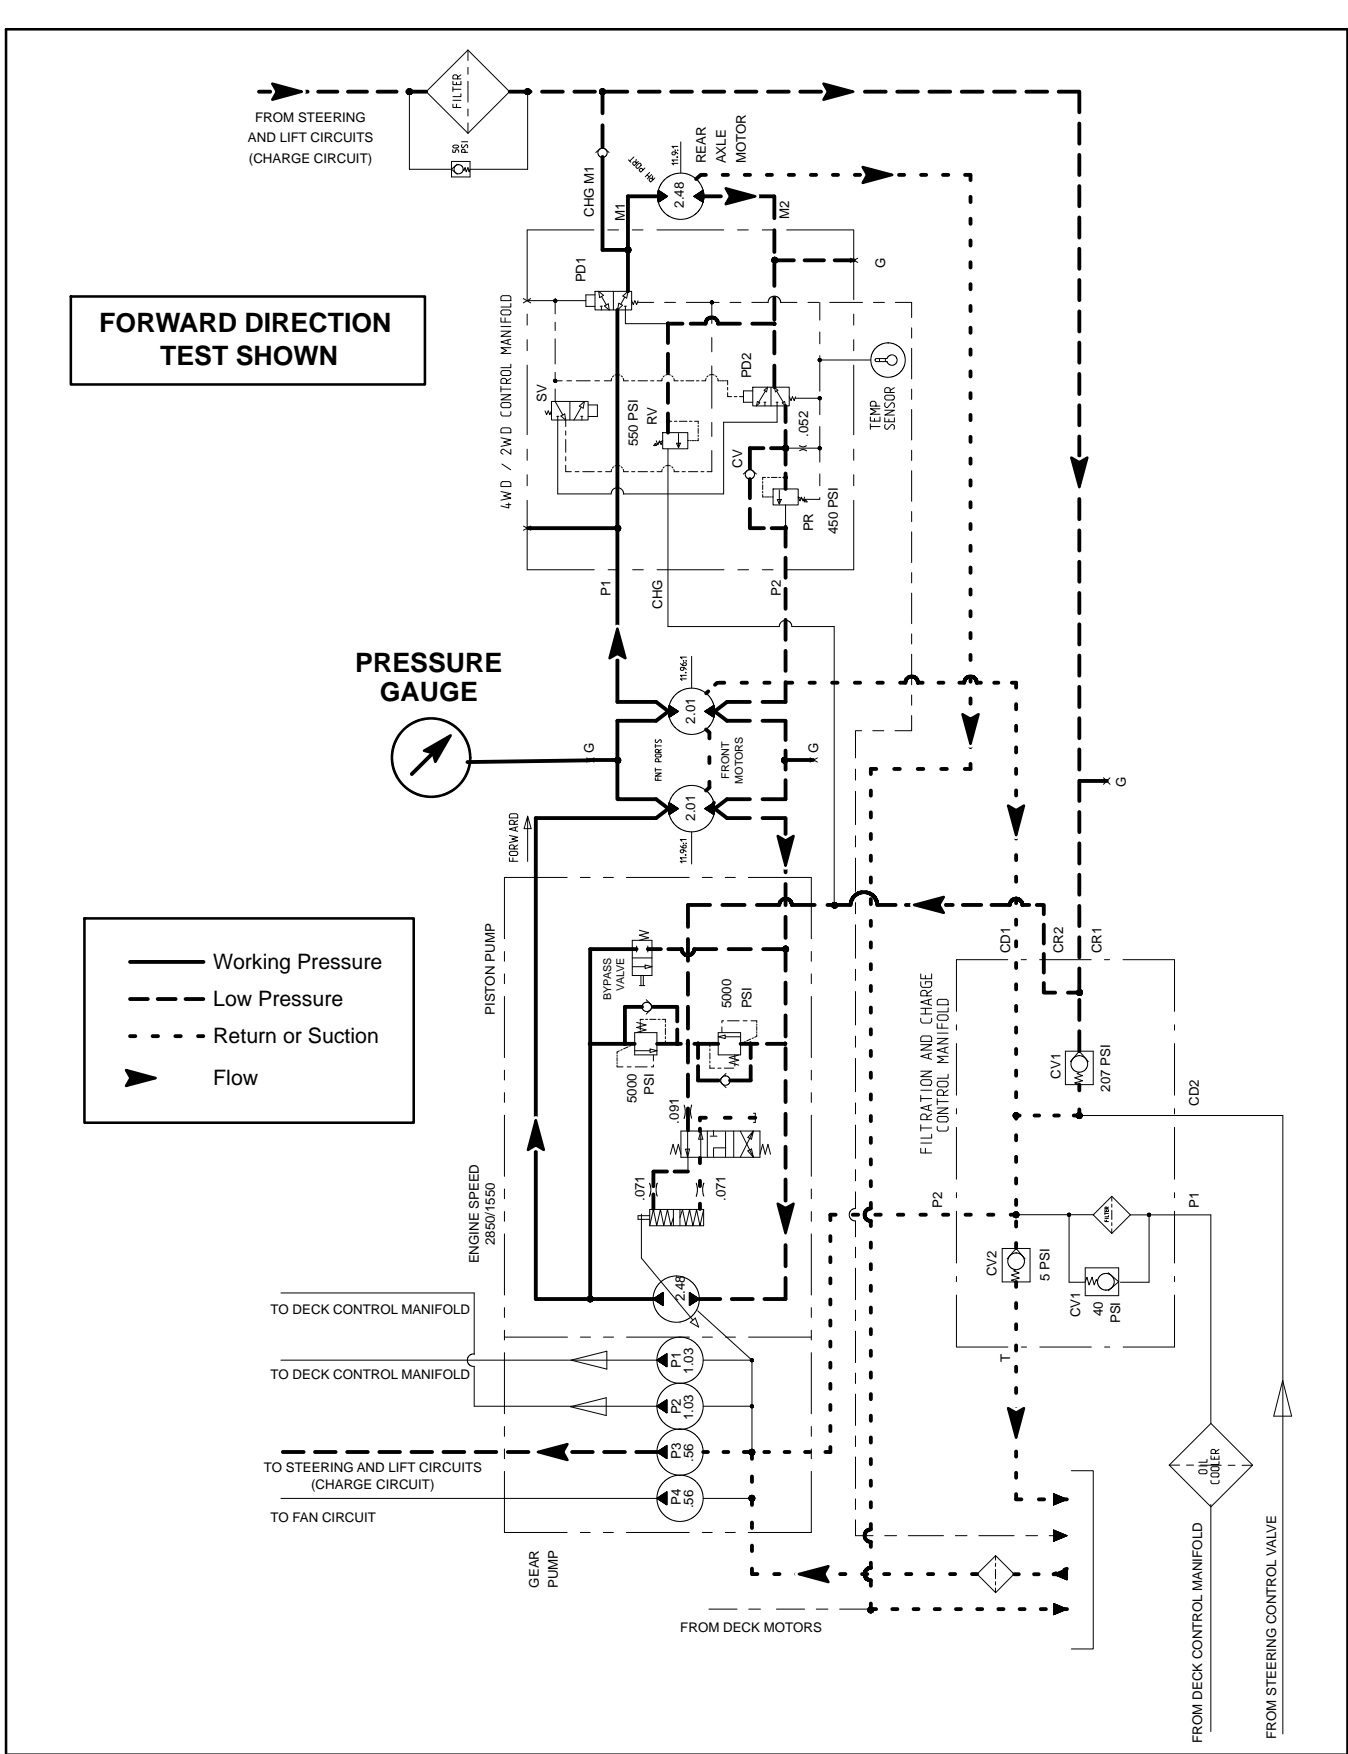 FILTER
FROM STEERING
AND LIFT CIRCUITS
(CHARGE CIRCUIT)
50
PSI
CHG M1
M1
RH PORT
11.9:1
2.48
REAR
AXLE
MOTOR
M2
G
PD1
FORWARD DIRECTION
TEST SHOWN
4WD / 2WD CONTROL MANIFOLD
SV
550 PSI
RV
PD2
CV
.052
TEMP
SENSOR
PR
450 PSI
P1
CHG
P2
PRESSURE
GAUGE
11.96:1
2.01
G
FNT PORTS
FRONT
MOTORS
G
2.01
11.96:1
G
FORWARD
Working Pressure
Low Pressure
Return or Suction
Flow
PISTON PUMP
BYPASS
VALVE
5000
PSI
5000
PSI
.091
.071
.071
CD1
CR2
CR1
FILTRATION AND CHARGE
CONTROL MANIFOLD
CV1
207 PSI
CD2
P2
P1
FILTER
CV2
5 PSI
CV1
40
PSI
T
ENGINE SPEED
2850/1550
2.48
TO DECK CONTROL MANIFOLD
P1
1.03
TO DECK CONTROL MANIFOLD
P2
1.03
P3
.56
TO STEERING AND LIFT CIRCUITS
(CHARGE CIRCUIT)
P4
.56
TO FAN CIRCUIT
GEAR
PUMP
FROM DECK MOTORS
OIL
COOLER
FROM DECK CONTROL MANIFOLD
FROM STEERING CONTROL VALVE